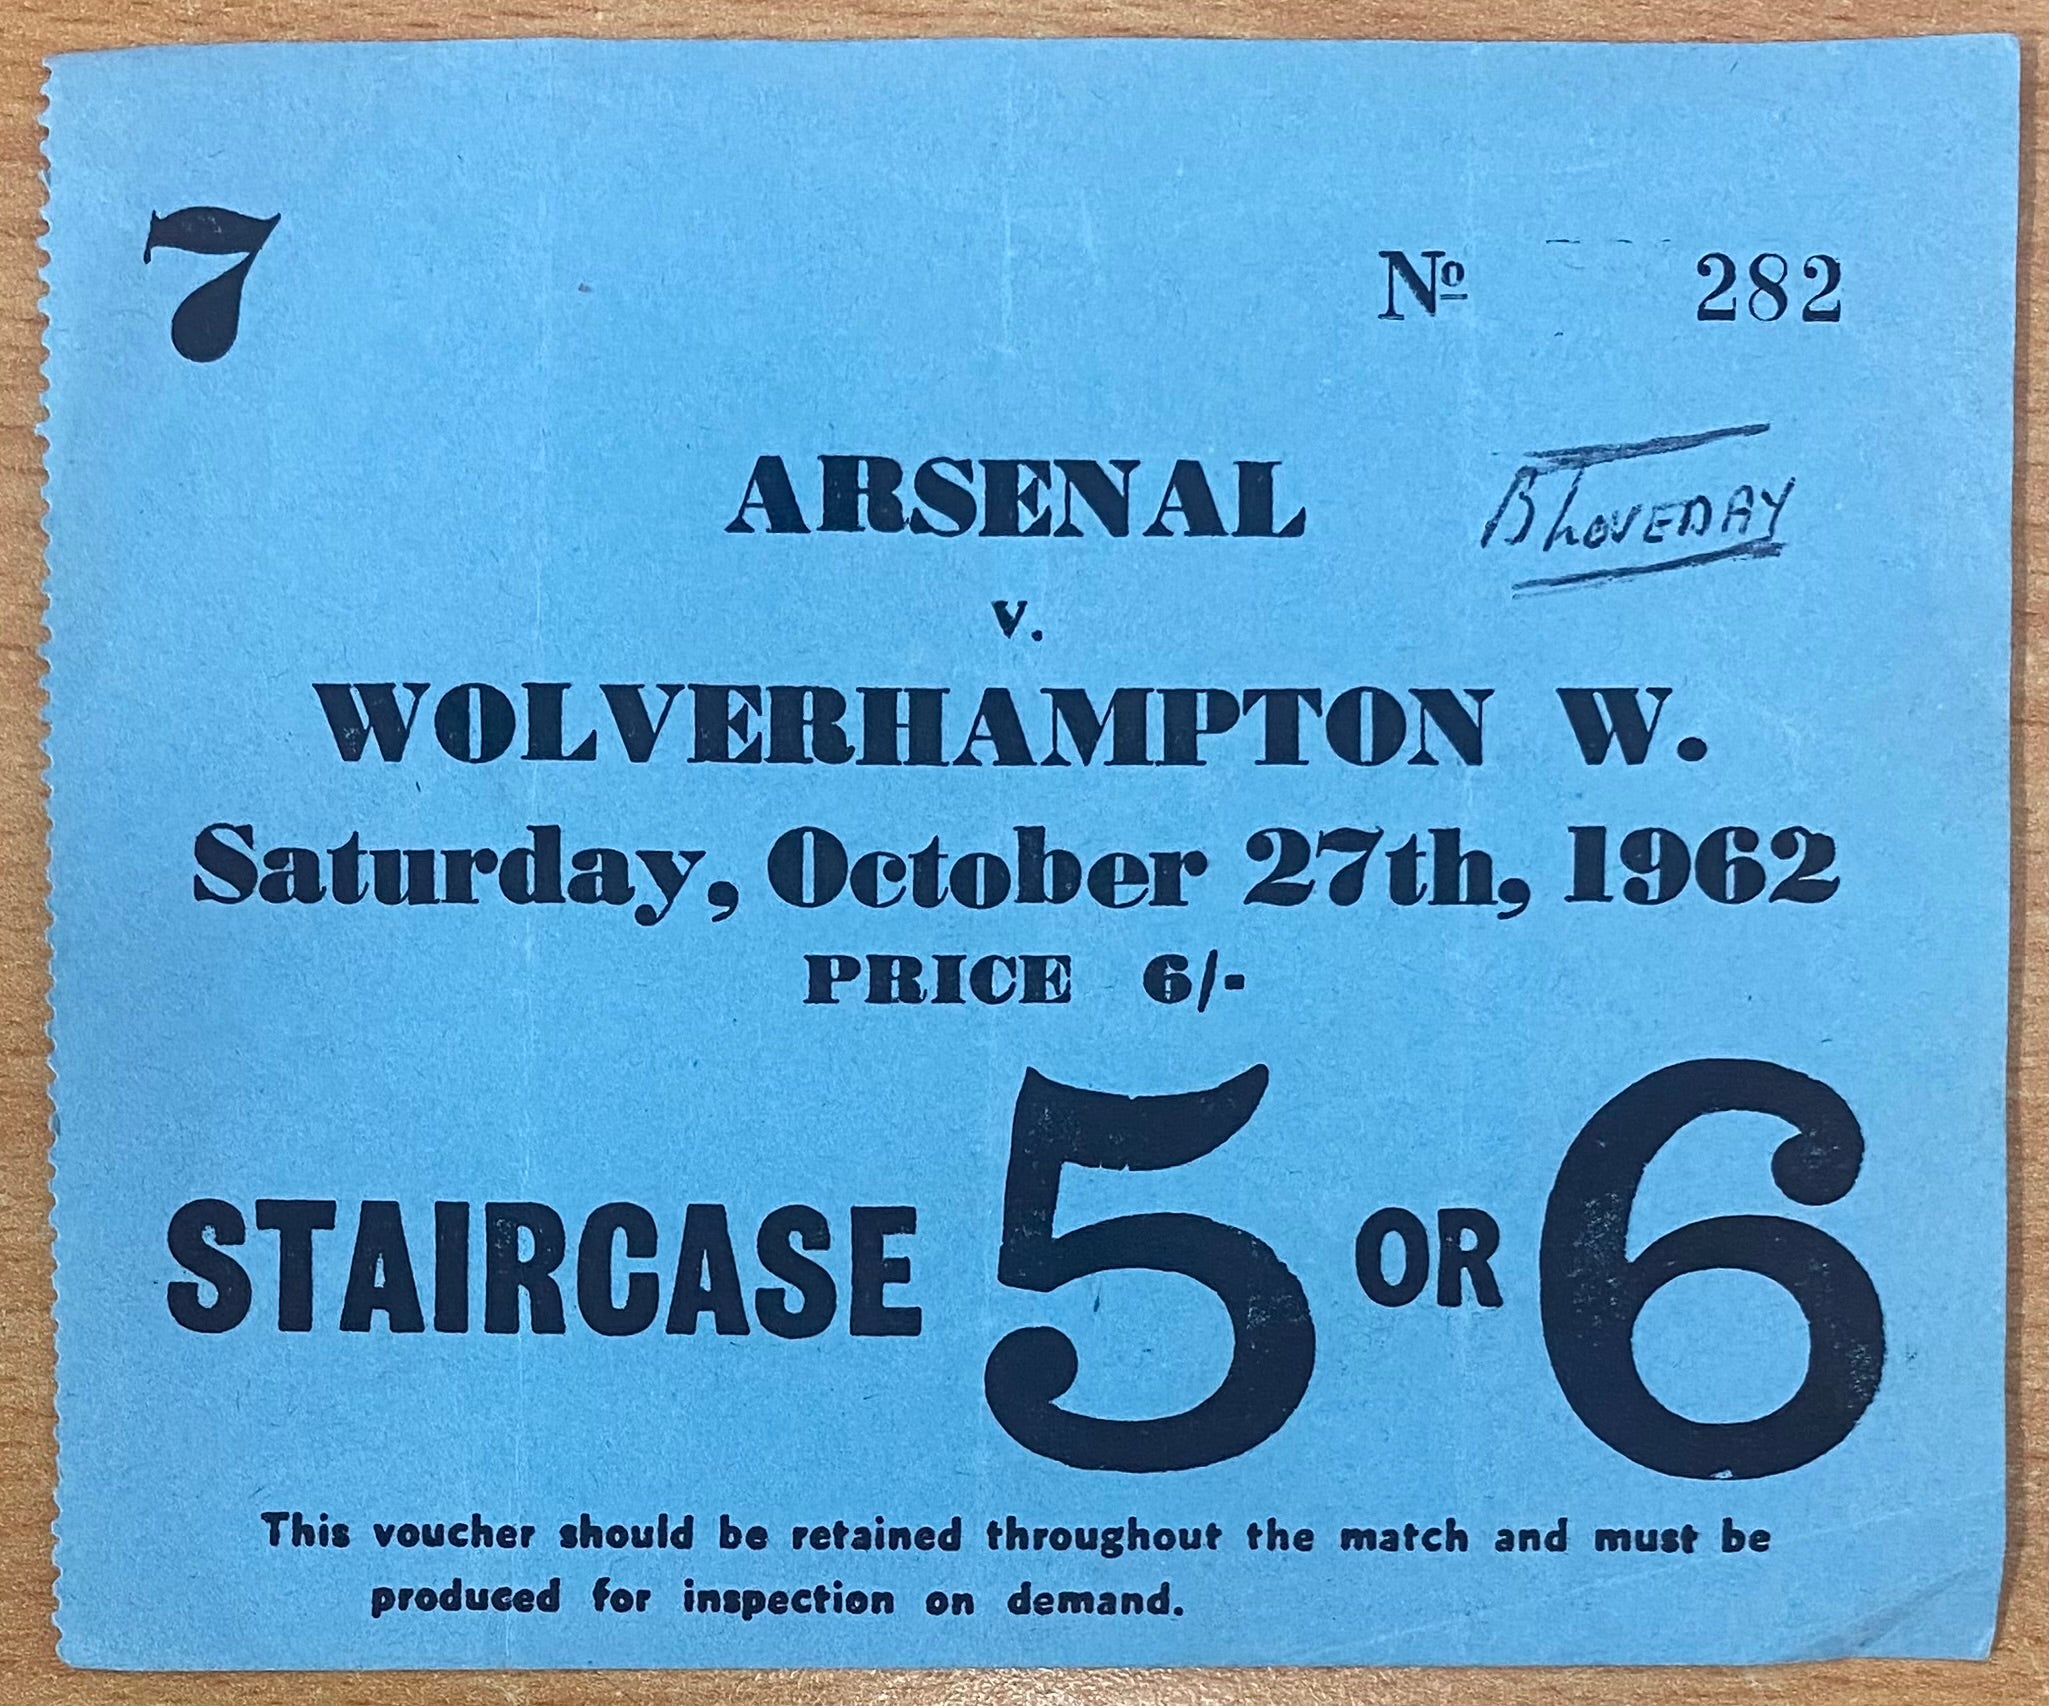 7
Nº 282
ARSENAL
B LOVEDAY
v.
WOLVERHAMPTON W.
Saturday, October 27th, 1962
PRICE 6/-
STAIRCASE 5 OR 6
This voucher should be retained throughout the match and must be
produced for inspection on demand.